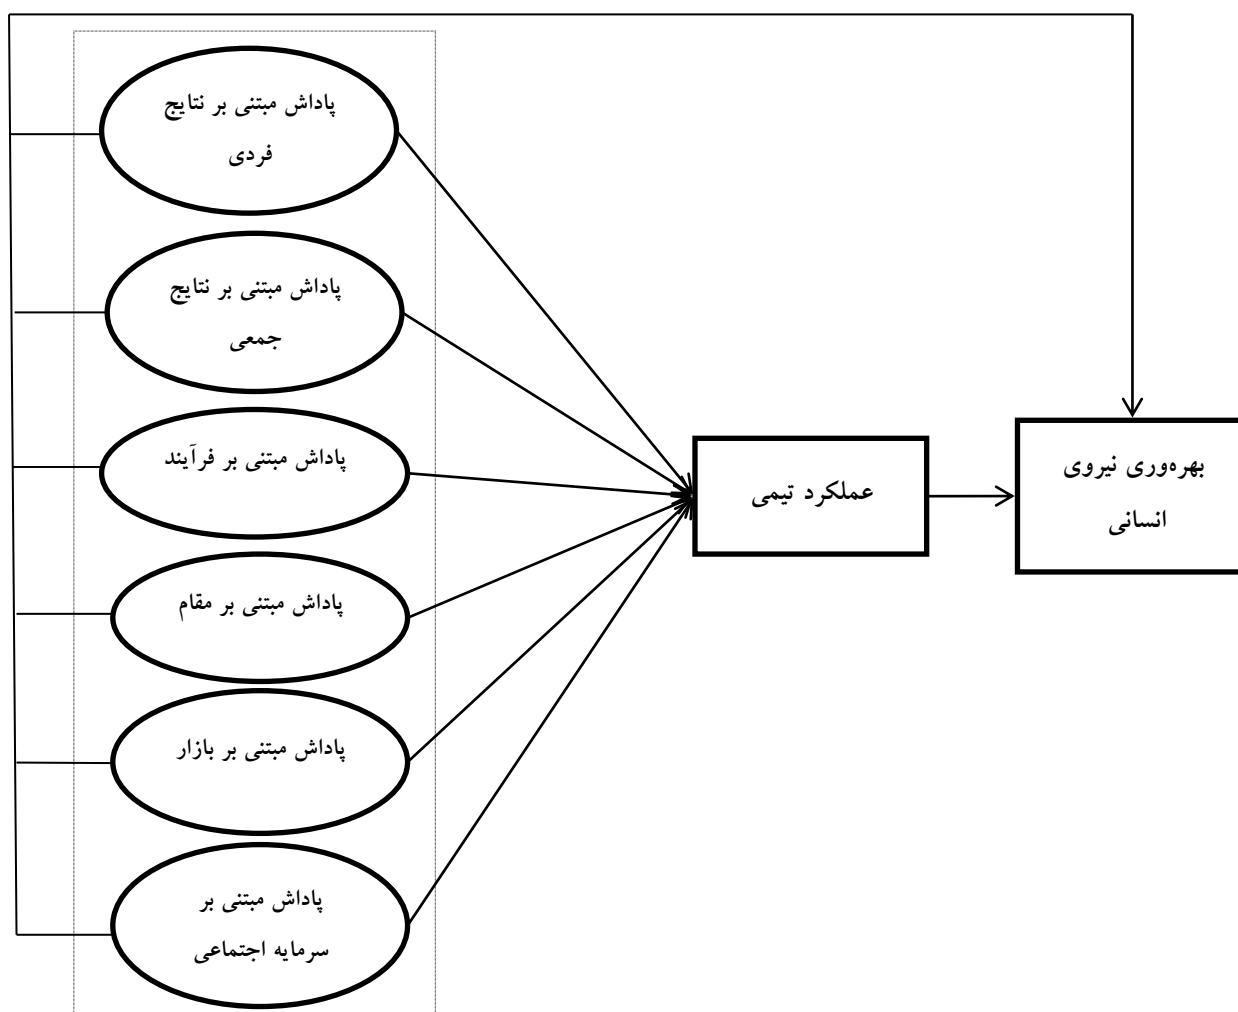 پاداش مبتنی بر نتایج
فردی
پاداش مبتنی بر نتایج
جمعی
پاداش مبتنی بر فرآیند
پاداش مبتنی بر مقام
پاداش مبتنی بر بازار
پاداش مبتنی بر
سرمایه اجتماعی
عملکرد تیمی
بهره‌وری نیروی
انسانی